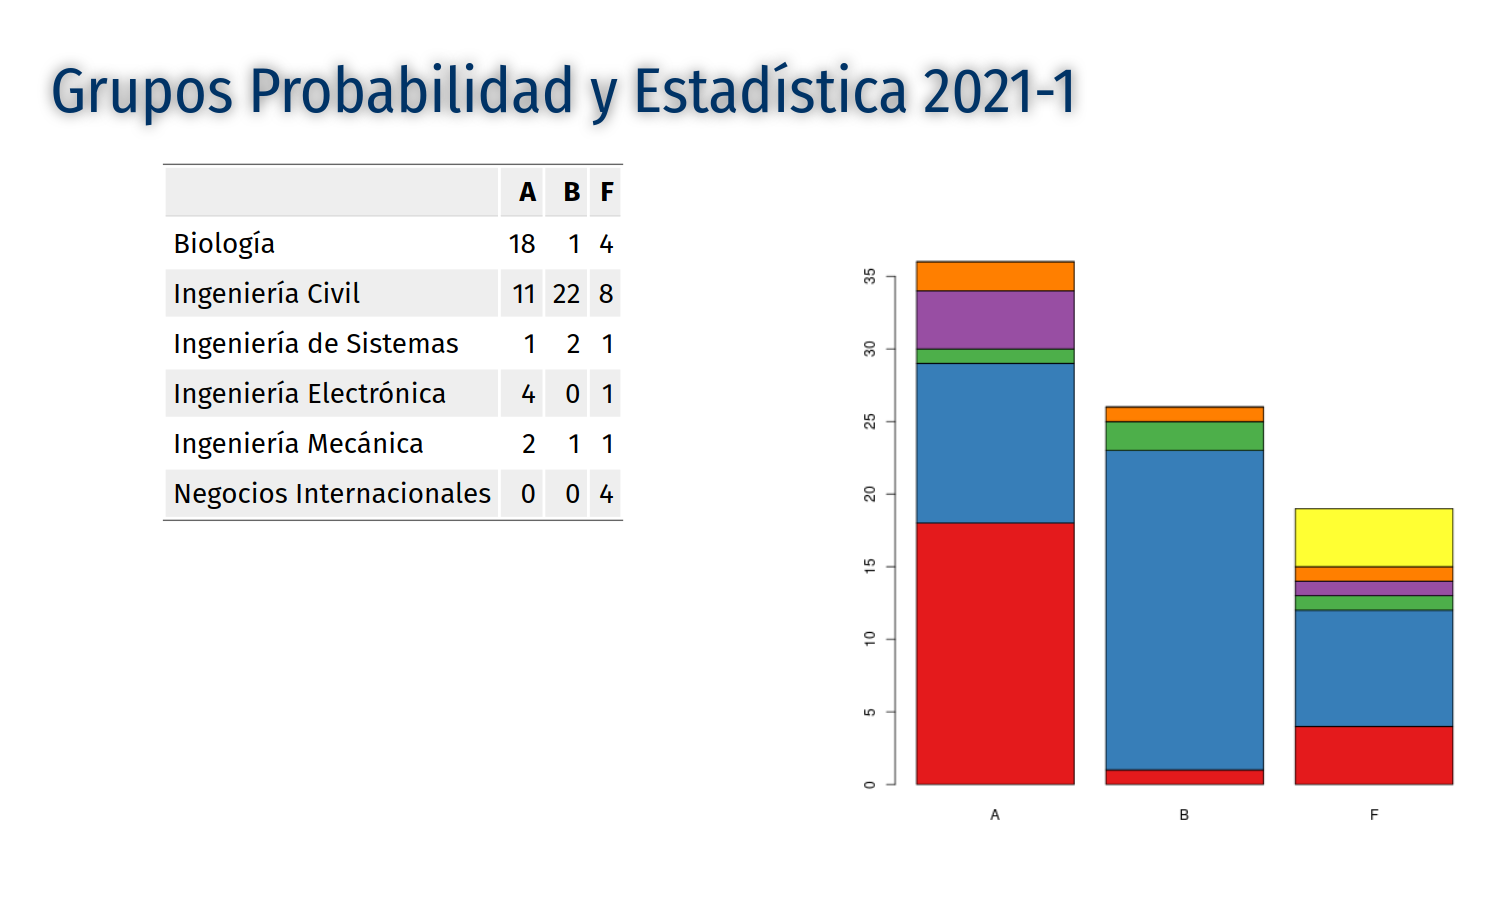 Grupos Probabilidad y Estadística 2021-1
A B F
Biología 18 1 4
Ingeniería Civil 11 22 8
Ingeniería de Sistemas 1 2 1
Ingeniería Electrónica 4 0 1
Ingeniería Mecánica 2 1 1
Negocios Internacionales 0 0 4
35
30
25
20
15
10
5
0
A B F